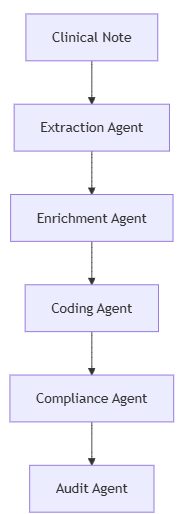 Clinical Note
Extraction Agent
Enrichment Agent
Coding Agent
Compliance Agent
Audit Agent